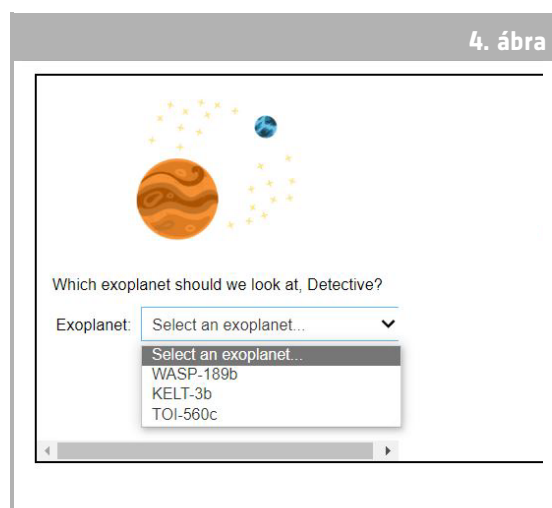 4. ábra
Which exoplanet should we look at, Detective?
Exoplanet: Select an exoplanet...
Select an exoplanet...
WASP-189b
KELT-3b
TOI-560c